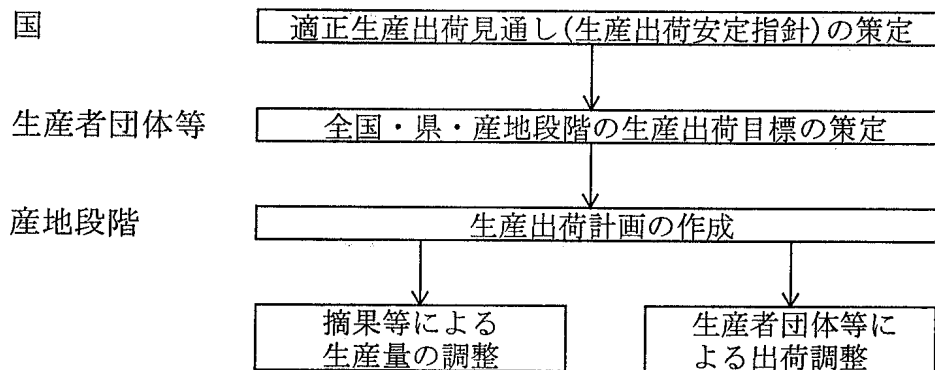 国
適正生産出荷見通し(生産出荷安定指針)の策定
生産者団体等
全国・県・産地段階の生産出荷目標の策定
産地段階
生産出荷計画の作成
摘果等による
生産量の調整
生産者団体等に
よる出荷調整